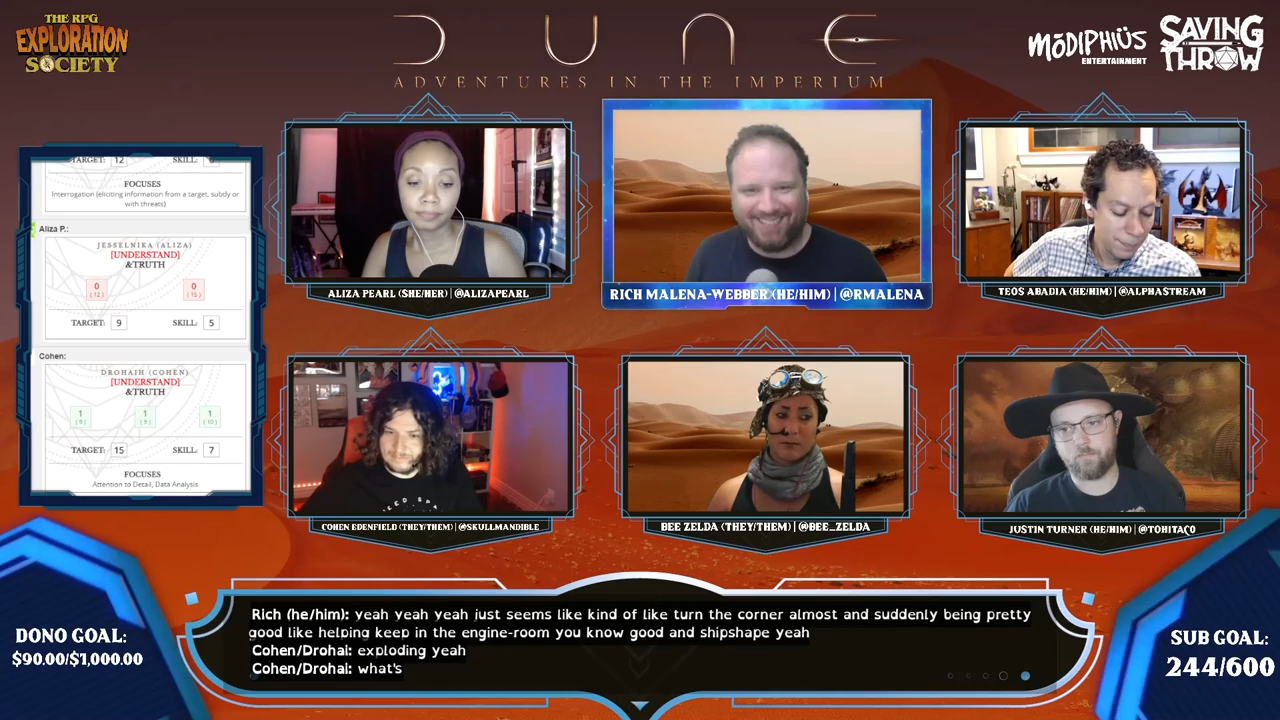 THE RPG
EXPLORATION
SOCIETY
DUNE
ADVENTURES IN THE IMPERIUM
MŌDIPHIÜS
ENTERTAINMENT
SAVING
THROW
TARGET: 12 SKILL:
FOCUSES
Interrogation (eliciting information from a target, subtly or
with threats)
Aliza P.:
JESSELNIKA (ALIZA)
[UNDERSTAND]
&TRUTH
0 0
(12) (15)
TARGET: 9 SKILL: 5
Cohen:
DROHAIH (COHEN)
[UNDERSTAND]
&TRUTH
1 1 1
(10)
TARGET: 15 SKILL: 7
FOCUSES
Attention to Detail, Data Analysis
ALIZA PEARL (SHE/HER) | @ALIZAPEARL
RICH MALENA-WEBBER (HE/HIM) | @RMALENA
TEOS ABADIA (HE/HIM) | @ALPHASTREAM
COHEN EDENFIELD (THEY/THEM) | @SKULLMANDIBLE
BEE ZELDA (THEY/THEM) | @BEE_ZELDA
JUSTIN TURNER (HE/HIM) | @TOHITACO
DONO GOAL:
$90.00/$1,000.00
Rich (he/him): yeah yeah yeah just seems like kind of like turn the corner almost and suddenly being pretty
good like helping keep in the engine-room you know good and shipshape yeah
Cohen/Drohai: exploding yeah
Cohen/Drohai: what's
SUB GOAL:
244/600